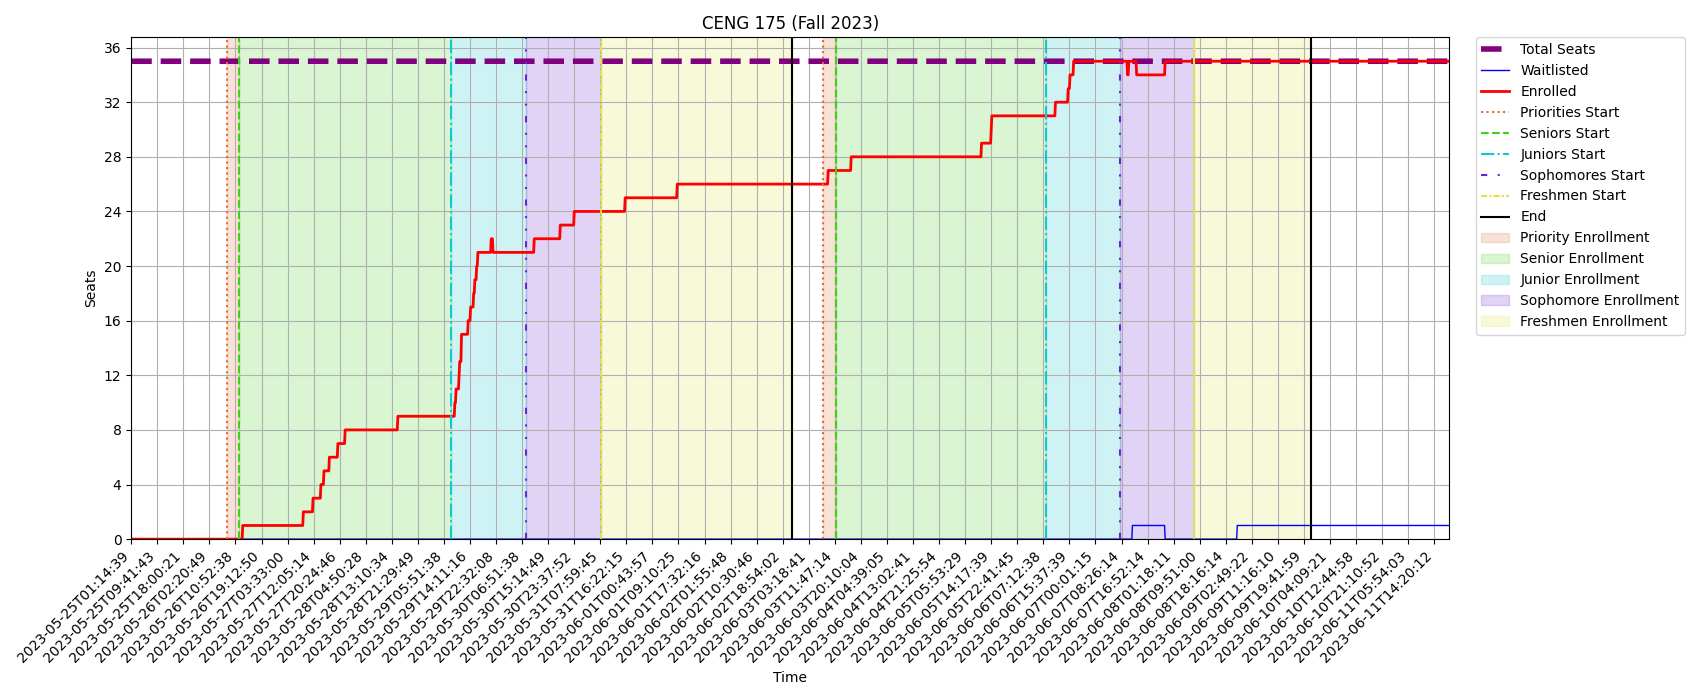 CENG 175 (Fall 2023)
Seats
36
32
28
24
20
16
12
8
4
0
2023-05-25T01:14:39
2023-05-25T09:41:43
2023-05-25T18:00:21
2023-05-26T02:20:49
2023-05-26T10:52:38
2023-05-26T19:12:50
2023-05-27T03:33:00
2023-05-27T12:05:14
2023-05-27T20:24:46
2023-05-28T04:50:28
2023-05-28T13:10:34
2023-05-28T21:29:49
2023-05-29T05:51:38
2023-05-29T14:11:16
2023-05-29T22:32:08
2023-05-30T06:51:38
2023-05-30T15:14:49
2023-05-30T23:37:52
2023-05-31T07:59:45
2023-05-31T16:22:15
2023-06-01T00:43:57
2023-06-01T09:10:25
2023-06-01T17:32:16
2023-06-02T01:55:48
2023-06-02T10:30:46
2023-06-02T18:54:02
2023-06-03T03:18:41
2023-06-03T11:47:14
2023-06-03T20:10:04
2023-06-04T04:39:05
2023-06-04T13:02:41
2023-06-04T21:25:54
2023-06-05T05:53:29
2023-06-05T14:17:39
2023-06-05T22:41:45
2023-06-06T07:12:38
2023-06-06T15:37:39
2023-06-07T00:01:15
2023-06-07T08:26:14
2023-06-07T16:52:14
2023-06-08T01:18:11
2023-06-08T09:51:00
2023-06-08T18:16:14
2023-06-09T02:49:22
2023-06-09T11:16:10
2023-06-09T19:41:59
2023-06-10T04:09:21
2023-06-10T12:44:58
2023-06-10T21:10:52
2023-06-11T05:54:03
2023-06-11T14:20:12
Time
Total Seats
Waitlisted
Enrolled
Priorities Start
Seniors Start
Juniors Start
Sophomores Start
Freshmen Start
End
Priority Enrollment
Senior Enrollment
Junior Enrollment
Sophomore Enrollment
Freshmen Enrollment